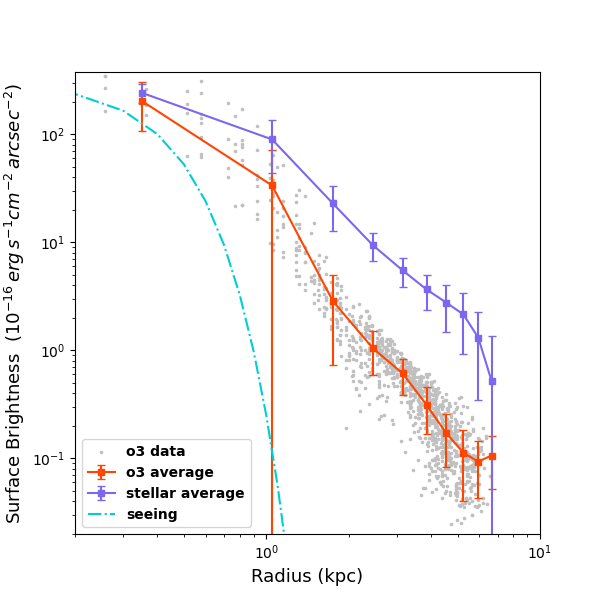 Surface Brightness (10⁻¹⁶ erg s⁻¹cm⁻² arcsec⁻²)
10²
10¹
10⁰
10⁻¹
o3 data
o3 average
stellar average
seeing
10⁰
10¹
Radius (kpc)